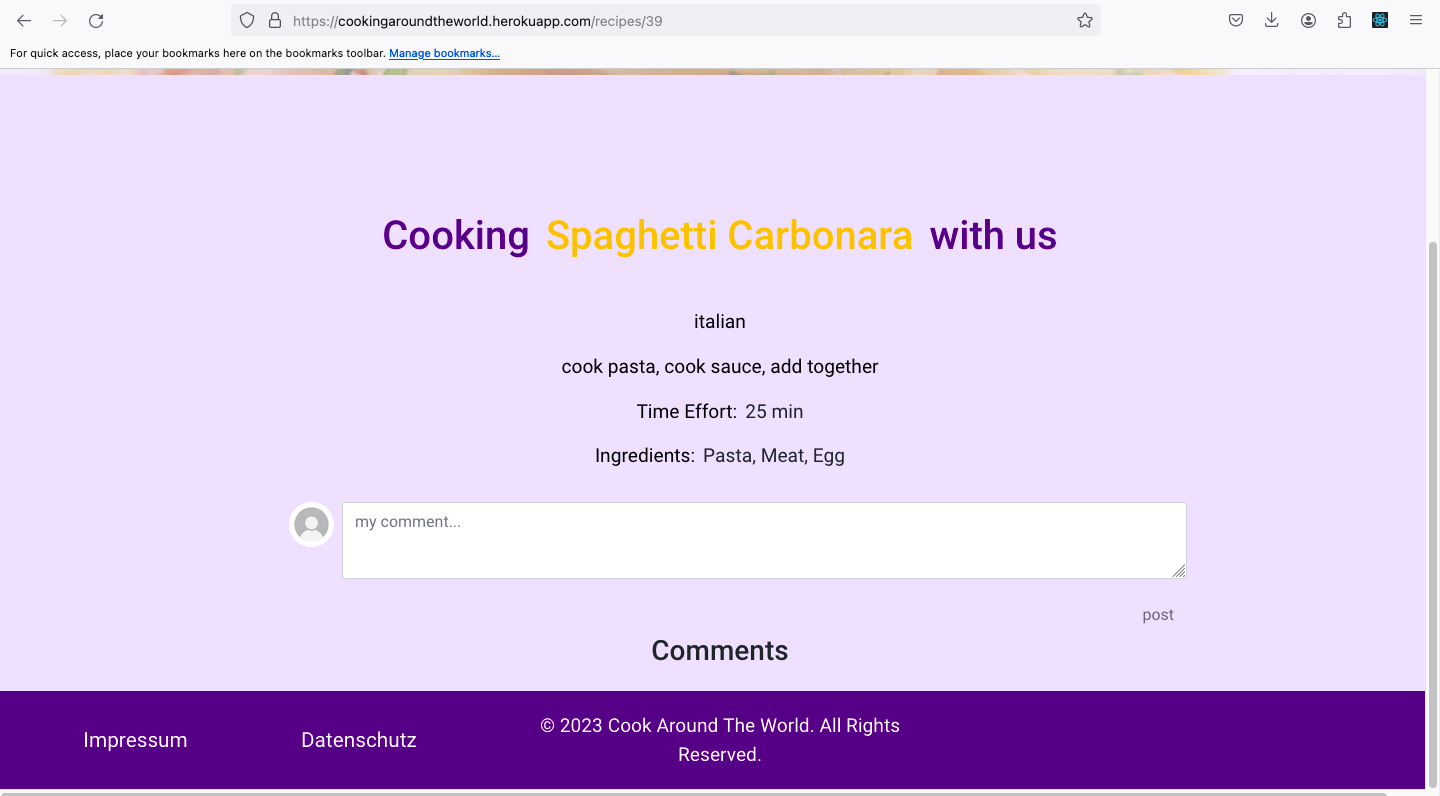 https://cookingaroundtheworld.herokuapp.com/recipes/39
For quick access, place your bookmarks here on the bookmarks toolbar. Manage bookmarks...
Cooking Spaghetti Carbonara with us
italian
cook pasta, cook sauce, add together
Time Effort: 25 min
Ingredients: Pasta, Meat, Egg
my comment...
post
Comments
Impressum
Datenschutz
© 2023 Cook Around The World. All Rights
Reserved.